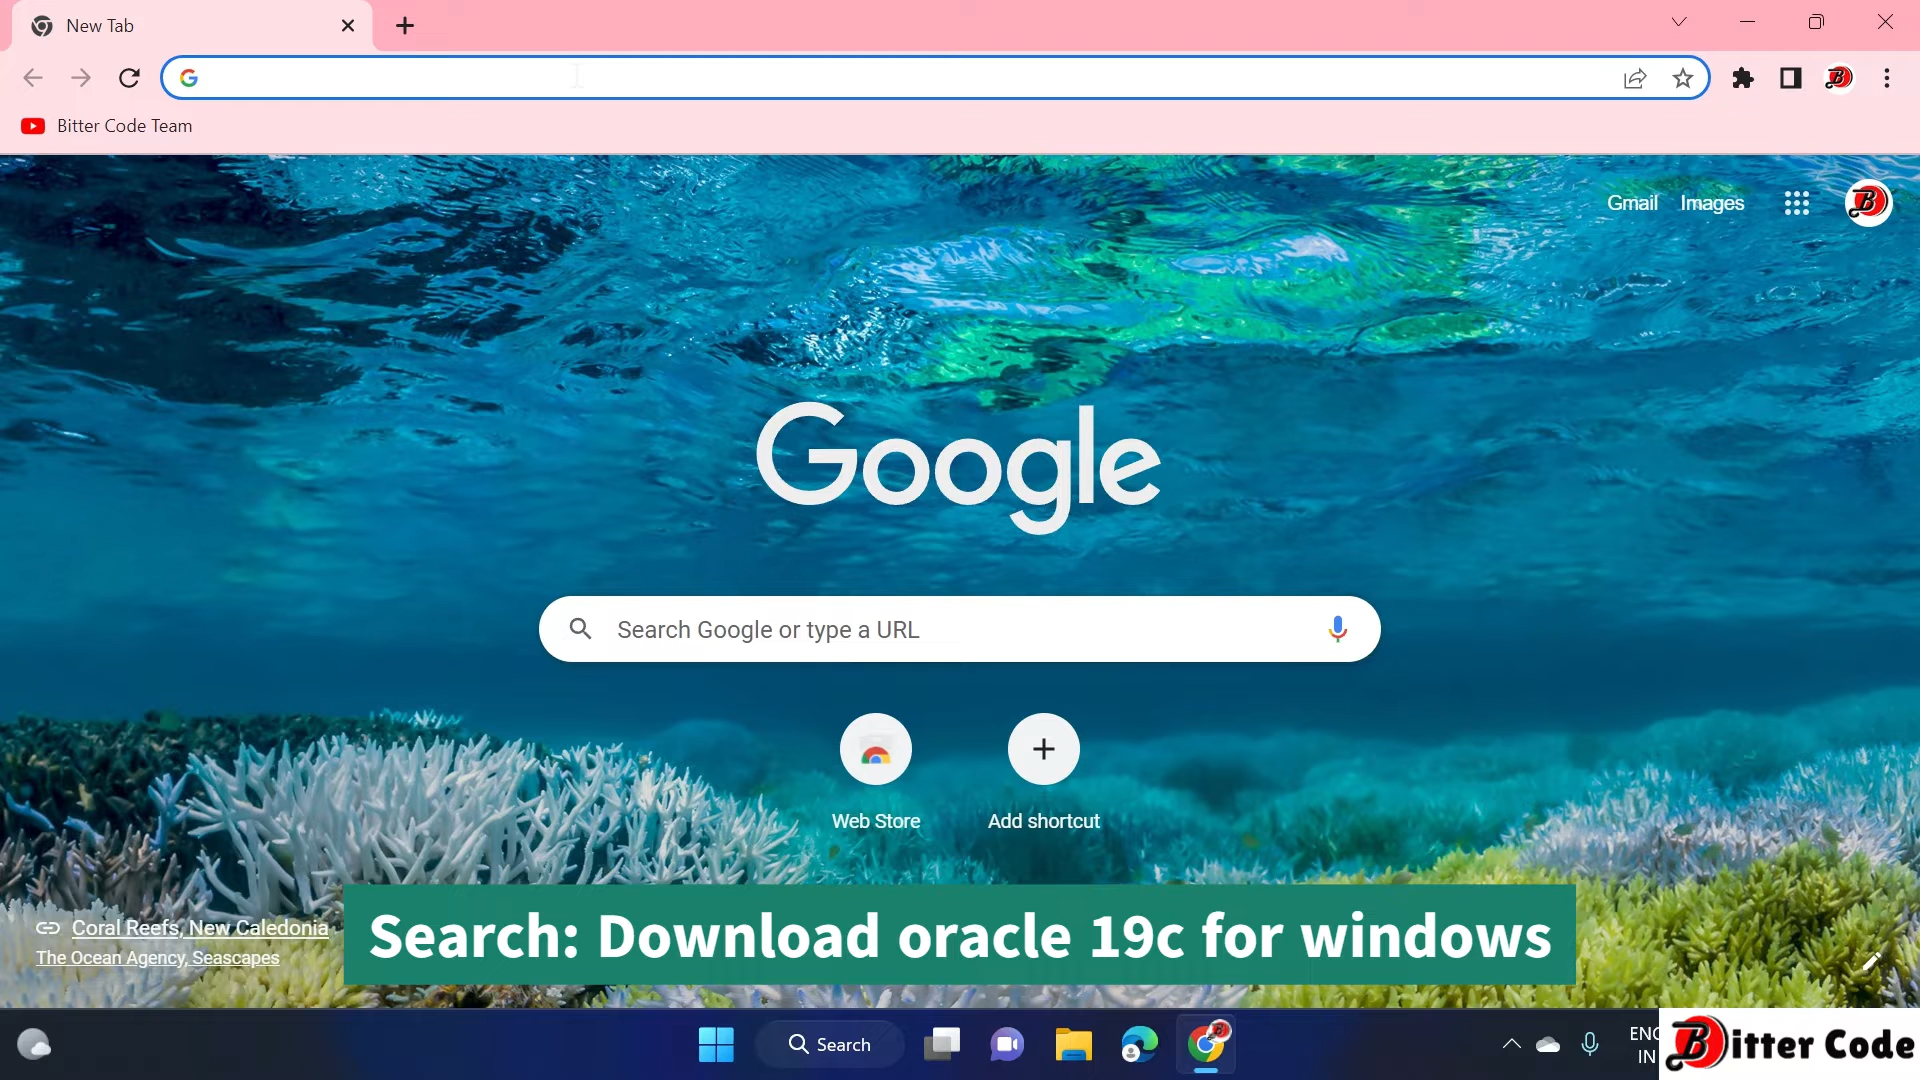 New Tab
Bitter Code Team
Gmail Images
Google
Search Google or type a URL
Web Store
Add shortcut
Coral Reefs, New Caledonia
The Ocean Agency, Seascapes
Search: Download oracle 19c for windows
Search
ENG
IN
Bitter Code